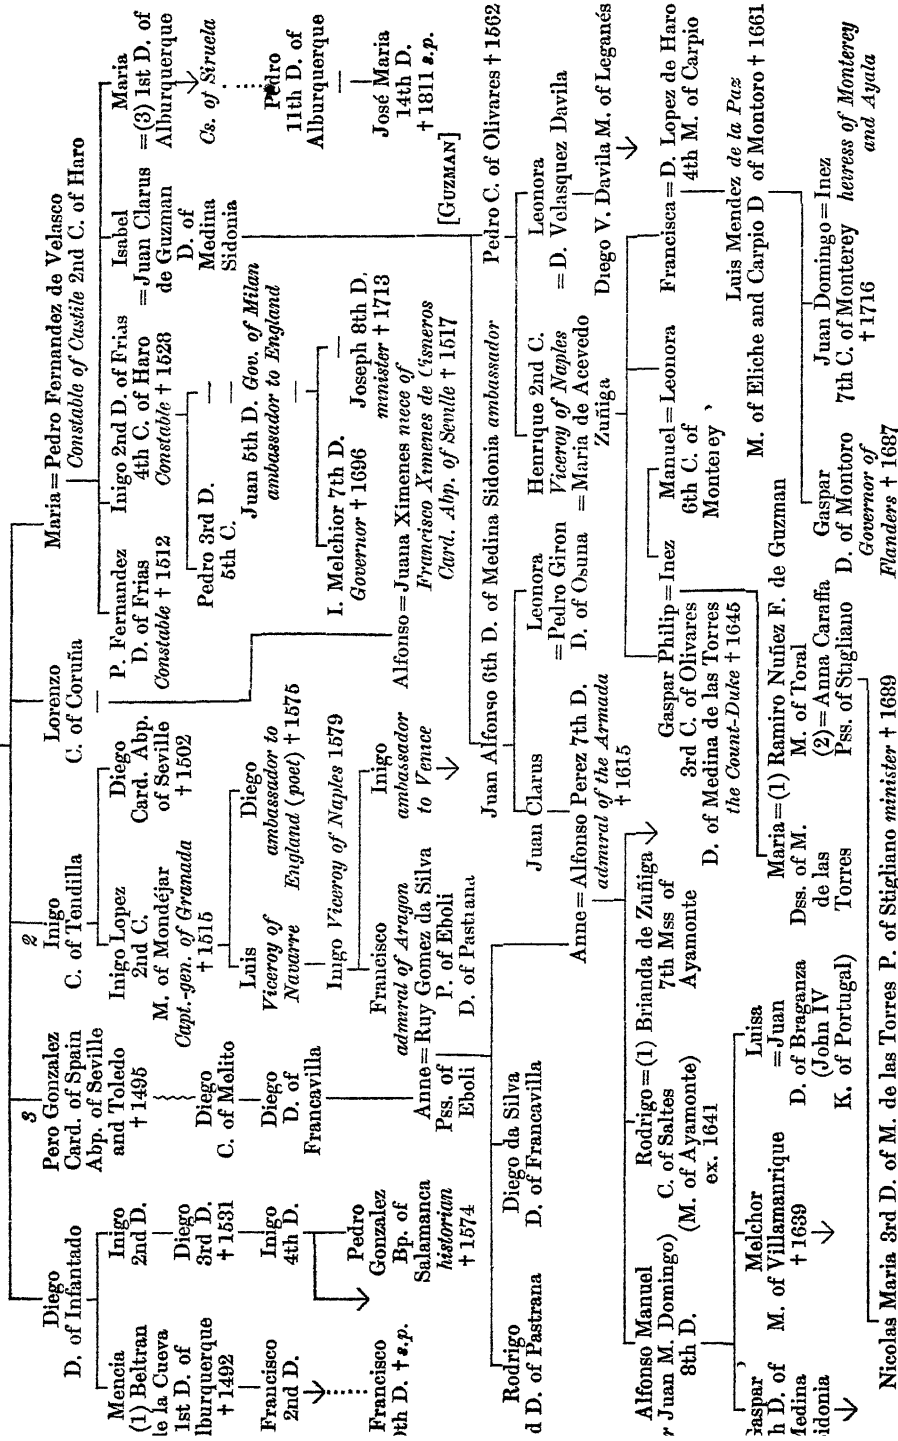 Diego
D. of Infantado
3
Pero Gonzalez
Card. of Spain
Abp. of Seville
and Toledo
† 1495
2
Inigo
C. of Tendilla
Lorenzo
C. of Coruña
Maria = Pedro Fernandez de Velasco
Constable of Castile 2nd C. of Haro
Mencia
(1) Beltran
le la Cueva
1st D. of
lburquerque
† 1492
Inigo
2nd D.
Diego
3rd D.
† 1531
Inigo
4th D.
Francisco
2nd D.
Francisco
0th D. † s.p.
Pedro
Gonzalez
Bp. of
Salamanca
historian
† 1574
Diego
C. of Melito
Diego
D. of
Francavilla
Inigo Lopez
2nd C.
M. of Mondéjar
Capt.-gen. of Granada
† 1515
Diego
Card. Abp.
of Seville
† 1502
Luis
Viceroy of
Navarre
Diego
ambassador to
England (poet) † 1575
Inigo Viceroy of Naples 1579
Francisco
admiral of Aragon
Inigo
ambassador
to Venice
P. Fernandez
D. of Frias
Constable † 1512
Inigo 2nd D. of Frias
4th C. of Haro
Constable † 1528
Isabel
= Juan Clarus
de Guzman
D. of
Medina
Sidonia
Maria
= (3) 1st D. of
Alburquerque
Cs. of Siruela
Pedro
11th D. of
Alburquerque
José Maria
14th D.
† 1811 s.p.
Pedro 3rd D.
5th C.
Juan 5th D. Gov. of Milan
ambassador to England
I. Melchior 7th D.
Governor † 1696
Joseph 8th D.
minister † 1713
Alfonso = Juana Ximenes niece of
Francisco Ximenes de Cisneros
Card. Abp. of Seville † 1517
[GUZMAN]
Anne = Ruy Gomez da Silva
Pss. of
Eboli
P. of Eboli
D. of Pastrana
Rodrigo
d D. of Pastrana
Diego da Silva
D. of Francavilla
Juan Alfonso 6th D. of Medina Sidonia ambassador
Pedro C. of Olivares † 1562
Juan Clarus
Leonora
= Pedro Giron
D. of Osuna
Henrique 2nd C.
Viceroy of Naples
= Maria de Acevedo
Zuñiga
Leonora
= D. Velasquez Davila
Diego V. Davila M. of Leganés
Anne = Alfonso Perez 7th D.
admiral of the Armada
† 1615
Gaspar Philip = Inez
3rd C. of Olivares
D. of Medina de las Torres
the Count-Duke † 1645
Manuel = Leonora
6th C. of
Monterey
Francisca = D. Lopez de Haro
4th M. of Carpio
Luis Mendez de la Paz
M. of Eliche and Carpio D of Montoro † 1661
Alfonso Manuel
r Juan M. Domingo)
8th D.
Rodrigo = (1) Brianda de Zuñiga
C. of Saltes
(M. of Ayamonte)
ex. 1641
7th Mss of
Ayamonte
Maria = (1) Ramiro Nuñez F. de Guzman
Dss. of M.
de las
Torres
M. of Toral
(2) = Anna Caraffa
Pss. of Stigliano
Gaspar
D. of Montoro
Governor of
Flanders † 1687
Juan Domingo = Inez
7th C. of Monterey
† 1716
heiress of Monterey
and Ayala
Gaspar
h D. of
Medina
idonia
Melchor
M. of Villamanrique
† 1639
Luisa
= Juan
D. of Braganza
(John IV
K. of Portugal)
Nicolas Maria 3rd D. of M. de las Torres P. of Stigliano minister † 1689